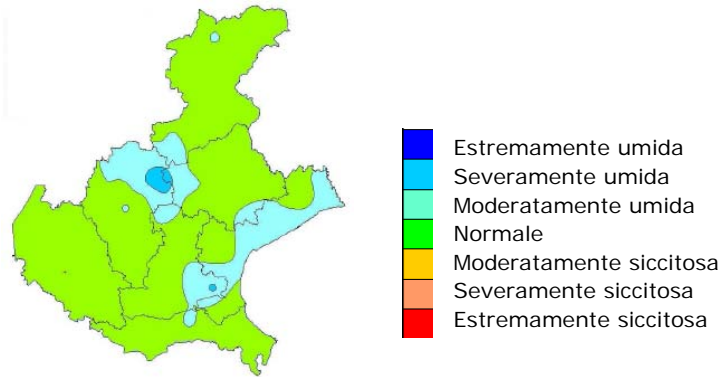 Estremamente umida
Severamente umida
Moderatamente umida
Normale
Moderatamente siccitosa
Severamente siccitosa
Estremamente siccitosa